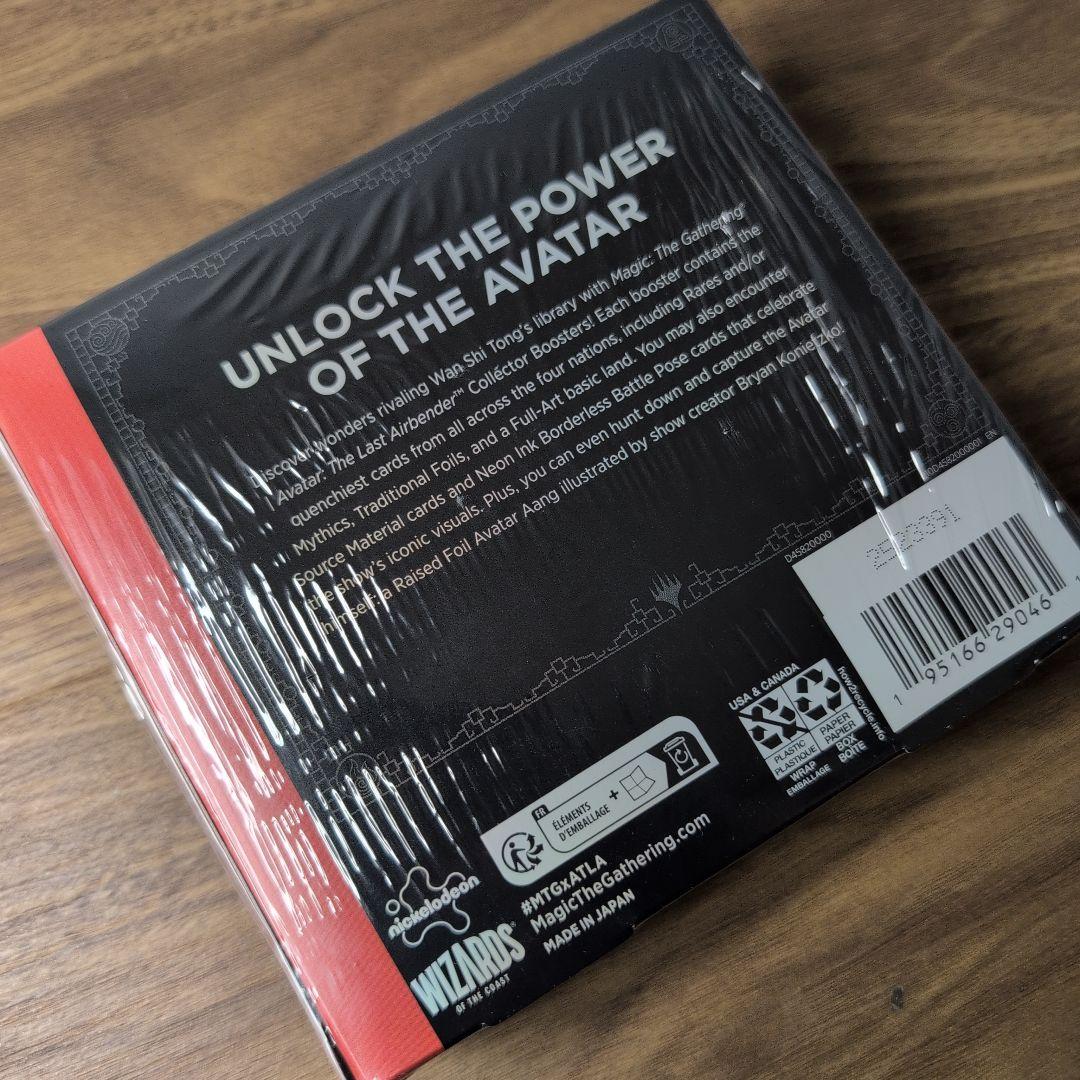 UNLOCK THE POWER
OF THE AVATAR
Discover wonders rivaling Wan Shi Tong's library with Magic: The Gathering®
Avatar: The Last Airbender™ Collector Boosters! Each booster contains the
quenchiest cards from all across the four nations, including Rares and/or
Mythics, Traditional Foils, and a Full-Art basic land. You may also encounter
Source Material cards and Neon Ink Borderless Battle Pose cards that celebrate
the show's iconic visuals. Plus, you can even hunt down and capture the Avatar
himself: a Raised Foil Avatar Aang illustrated by show creator Bryan Konietzko!
D45820000
00D458200001 EN
2523391
1 95166 29046 1
USA & CANADA
PLASTIC
PLASTIQUE
WRAP
EMBALLAGE
PAPER
PAPIER
BOX
BOÎTE
how2recycle.info
FR
ÉLÉMENTS
D'EMBALLAGE
+
nickelodeon
WIZARDS®
OF THE COAST
#MTGxATLA
MagicTheGathering.com
MADE IN JAPAN